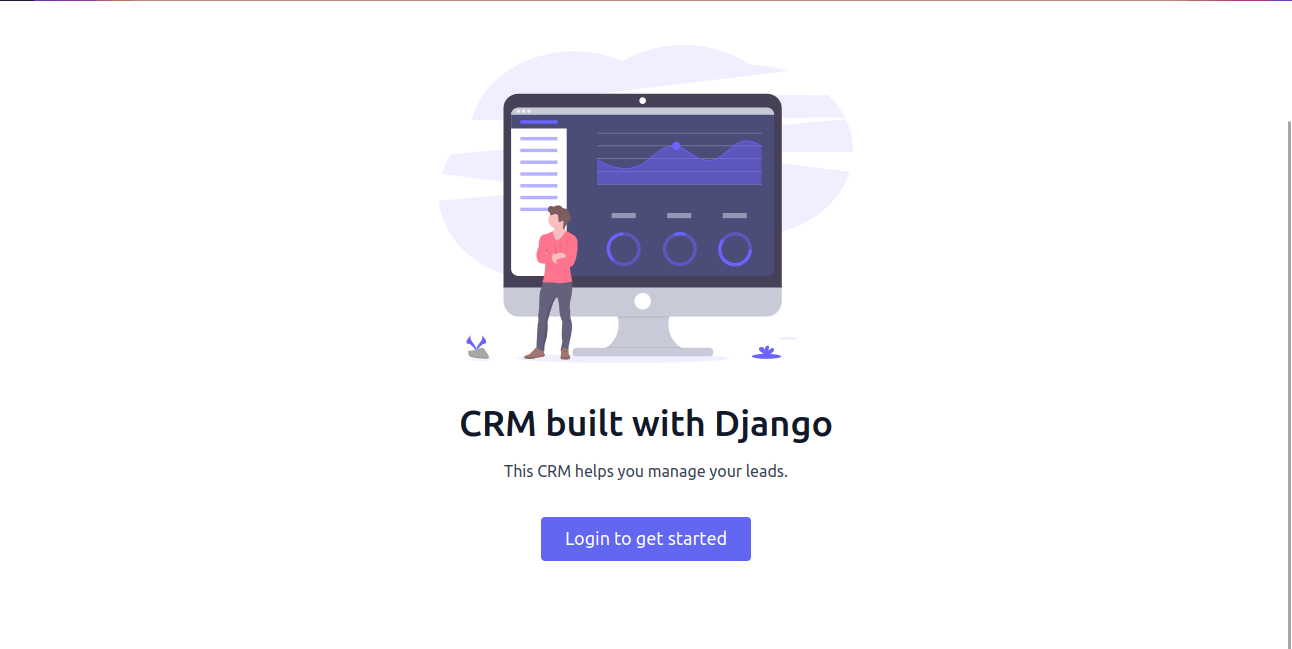 CRM built with Django
This CRM helps you manage your leads.
Login to get started